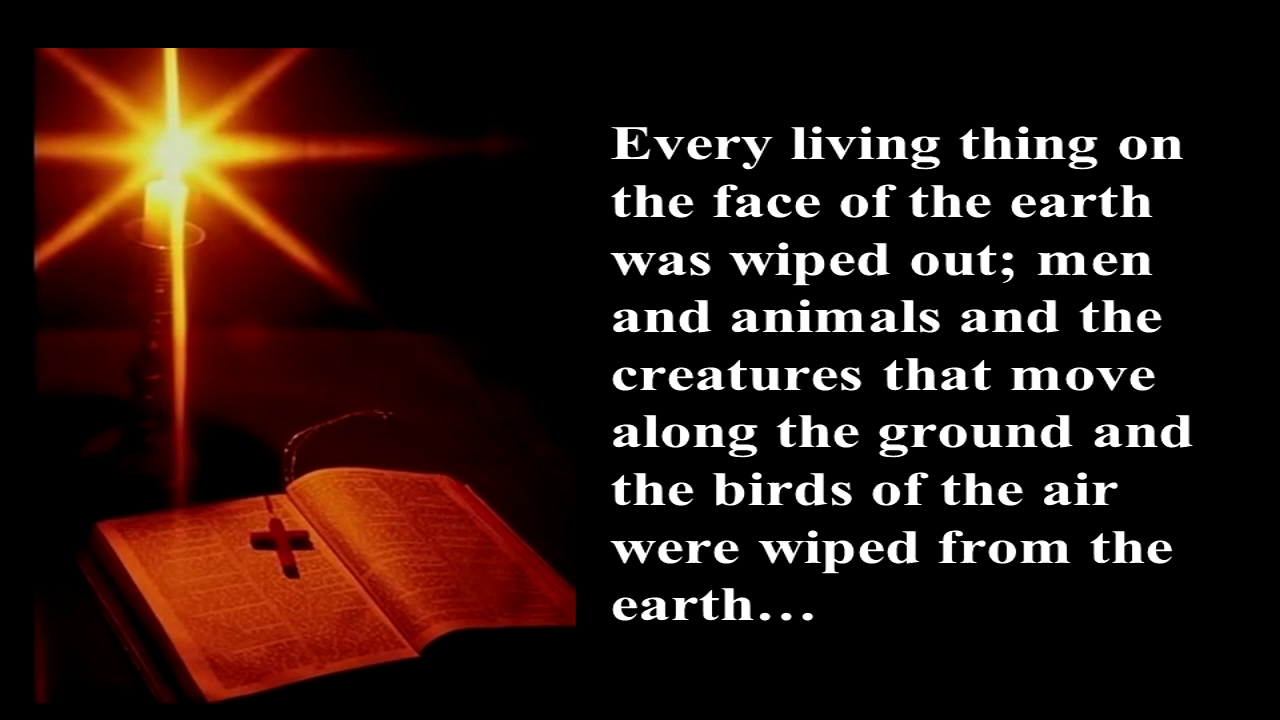 Every living thing on
the face of the earth
was wiped out; men
and animals and the
creatures that move
along the ground and
the birds of the air
were wiped from the
earth…